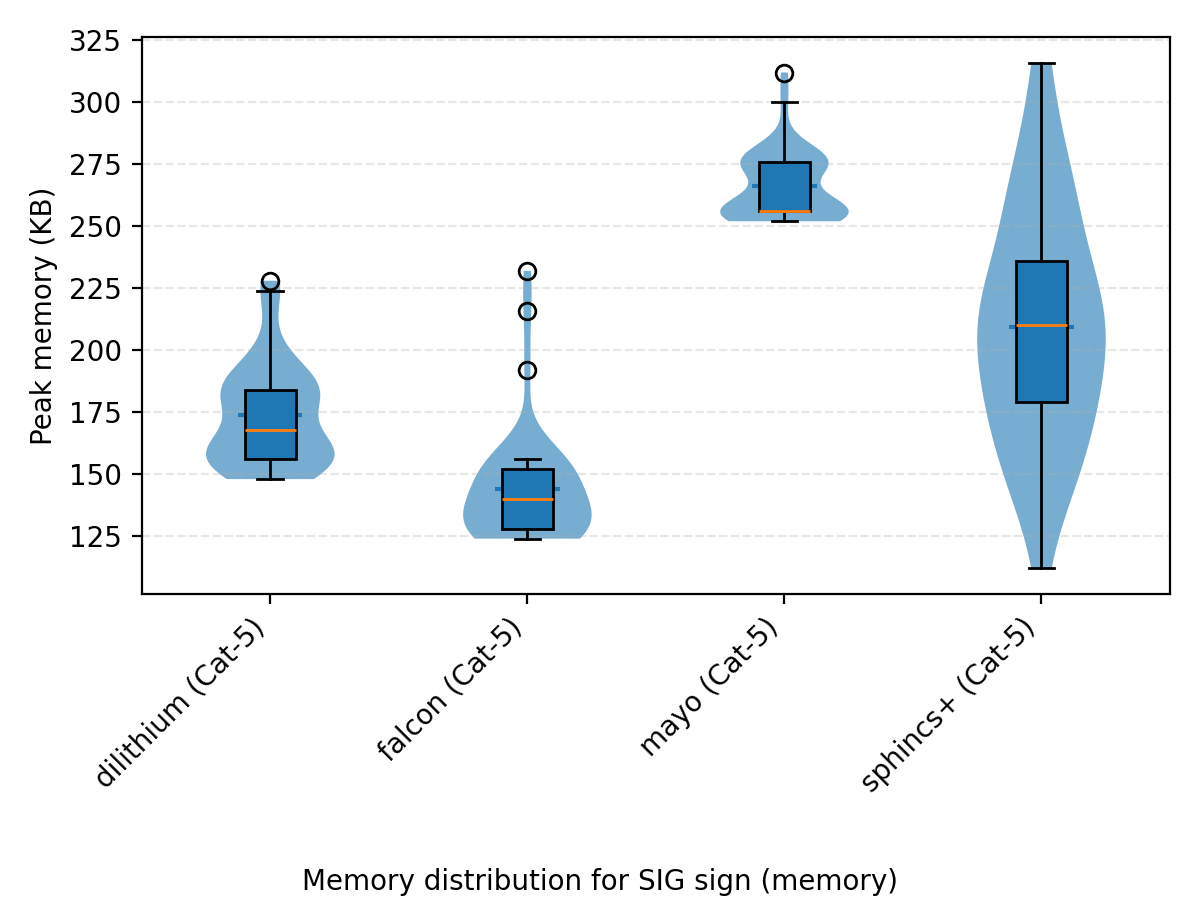 325
300
275
250
225
200
175
150
125
Peak memory (KB)
dilithium (Cat-5)
falcon (Cat-5)
mayo (Cat-5)
sphincs+ (Cat-5)
Memory distribution for SIG sign (memory)